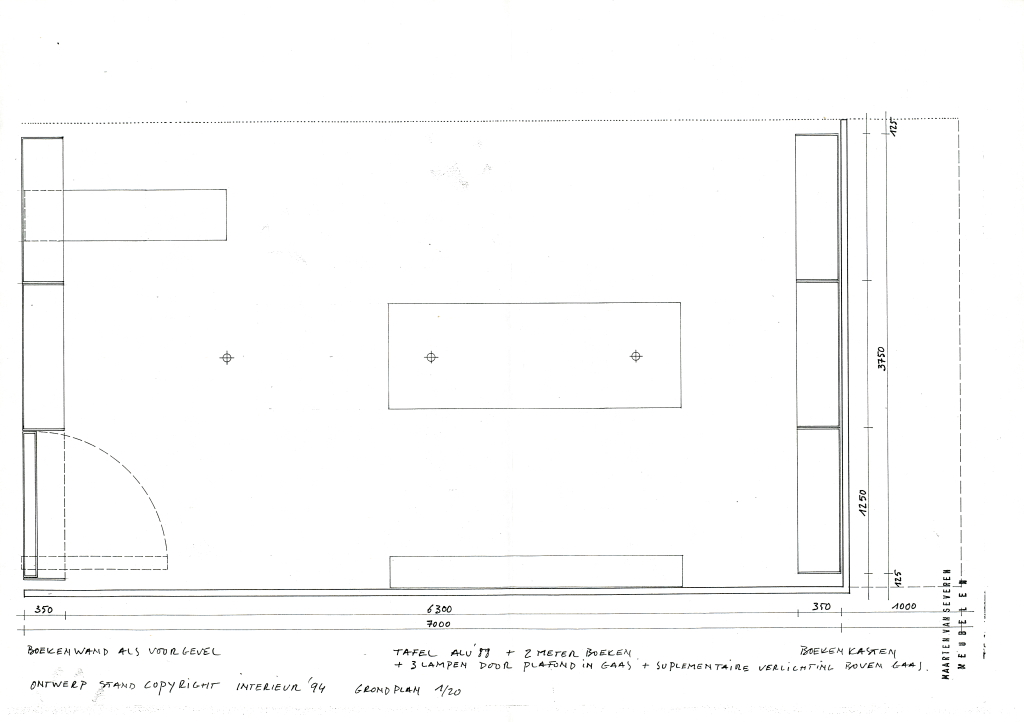 125
3750
1250
125
350 6300 350 1000
7000
MAARTEN VAN SEVEREN
MEUBELEN
BOEKENWAND ALS VOORGEVEL
TAFEL ALU '88 + 2 METER BOEKEN
+ 3 LAMPEN DOOR PLAFOND IN GAAS + SUPLEMENTAIRE VERLICHTING BOVEN GAAS.
BOEKENKASTEN
ONTWERP STAND COPYRIGHT INTERIEUR '94 GRONDPLAN 1/20